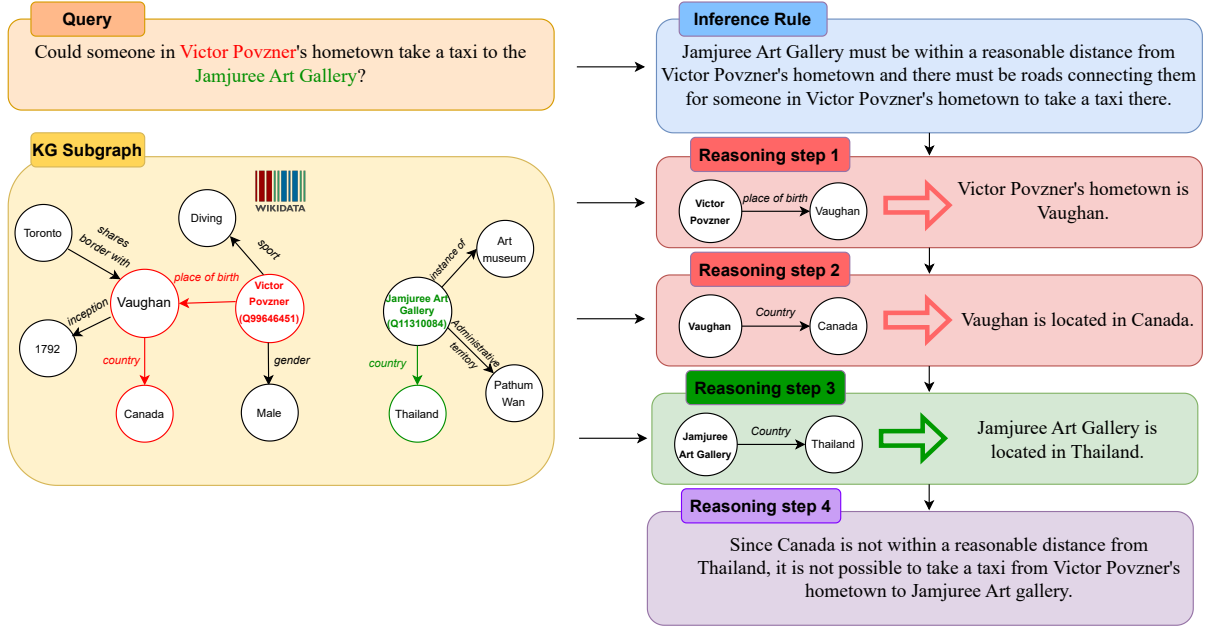 Query
Could someone in Victor Povzner's hometown take a taxi to the
Jamjuree Art Gallery?
KG Subgraph
WIKIDATA
Toronto
shares
border with
Diving
sport
place of birth
Vaughan
Victor
Povzner
(Q99646451)
inception
1792
country
Canada
gender
Male
Art
museum
instance of
Jamjuree Art
Gallery
(Q11310084)
Administrative
territory
country
Thailand
Pathum
Wan
Inference Rule
Jamjuree Art Gallery must be within a reasonable distance from
Victor Povzner's hometown and there must be roads connecting them
for someone in Victor Povzner's hometown to take a taxi there.
Reasoning step 1
Victor
Povzner
place of birth
Vaughan
Victor Povzner's hometown is
Vaughan.
Reasoning step 2
Vaughan
Country
Canada
Vaughan is located in Canada.
Reasoning step 3
Jamjuree
Art Gallery
Country
Thailand
Jamjuree Art Gallery is
located in Thailand.
Reasoning step 4
Since Canada is not within a reasonable distance from
Thailand, it is not possible to take a taxi from Victor Povzner's
hometown to Jamjuree Art gallery.